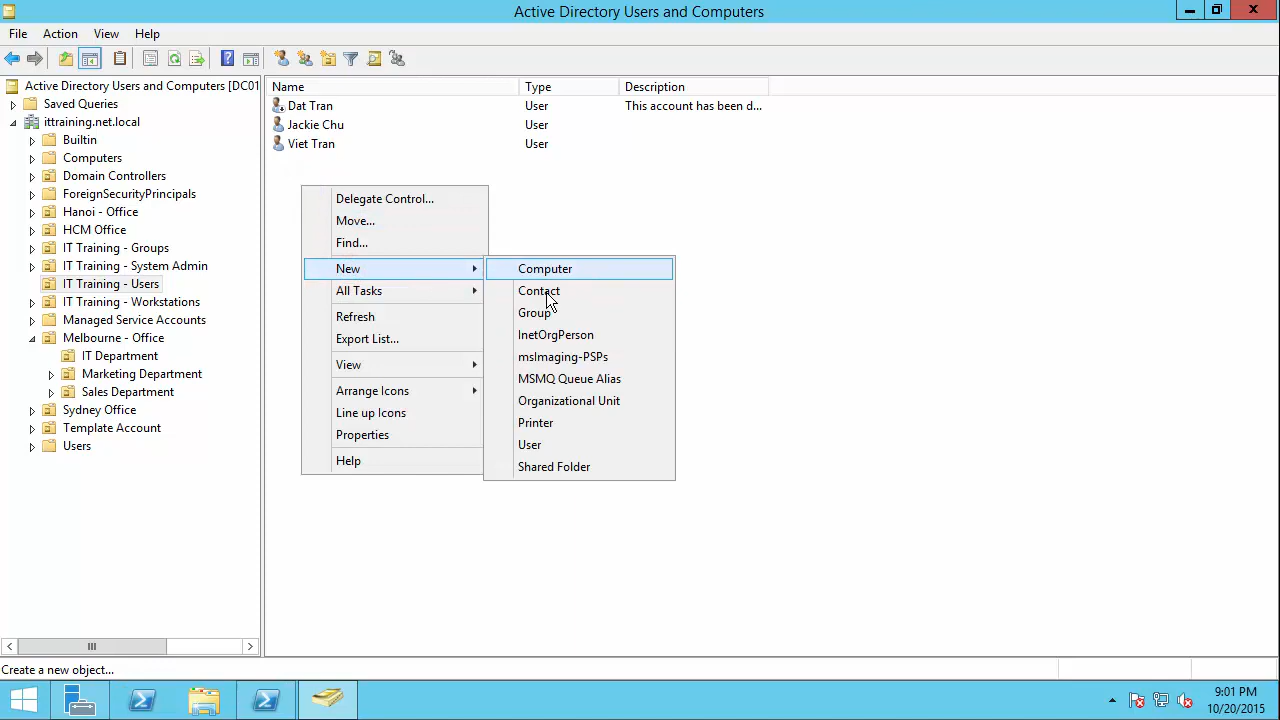 Active Directory Users and Computers
File Action View Help
Active Directory Users and Computers [DC01
Saved Queries
ittraining.net.local
Builtin
Computers
Domain Controllers
ForeignSecurityPrincipals
Hanoi - Office
HCM Office
IT Training - Groups
IT Training - System Admin
IT Training - Users
IT Training - Workstations
Managed Service Accounts
Melbourne - Office
IT Department
Marketing Department
Sales Department
Sydney Office
Template Account
Users
Name Type Description
Dat Tran User This account has been d...
Jackie Chu User
Viet Tran User
Delegate Control...
Move...
Find...
New
All Tasks
Refresh
Export List...
View
Arrange Icons
Line up Icons
Properties
Help
Computer
Contact
Group
InetOrgPerson
msImaging-PSPs
MSMQ Queue Alias
Organizational Unit
Printer
User
Shared Folder
Create a new object...
9:01 PM
10/20/2015